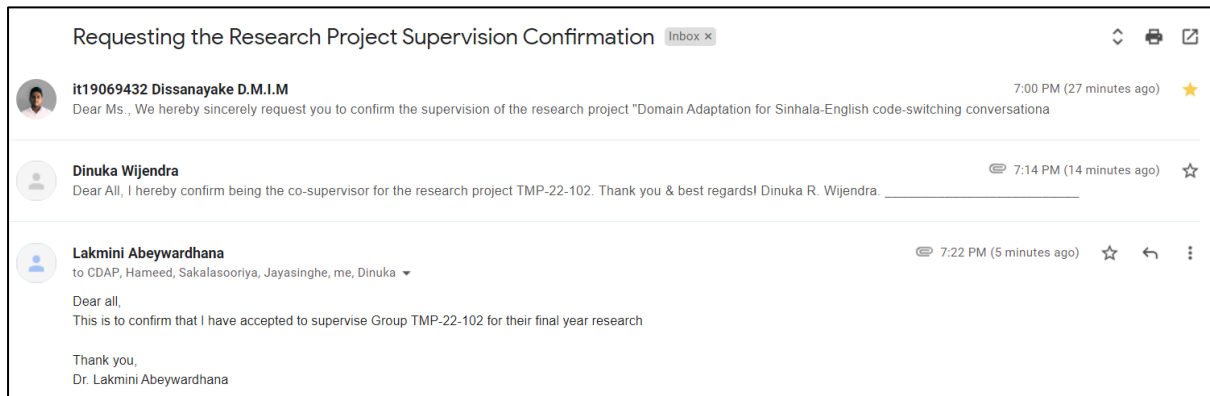 Requesting the Research Project Supervision Confirmation Inbox ×
it19069432 Dissanayake D.M.I.M 7:00 PM (27 minutes ago)
Dear Ms., We hereby sincerely request you to confirm the supervision of the research project "Domain Adaptation for Sinhala-English code-switching conversationa
Dinuka Wijendra 7:14 PM (14 minutes ago)
Dear All, I hereby confirm being the co-supervisor for the research project TMP-22-102. Thank you & best regards! Dinuka R. Wijendra. ___________________________
Lakmini Abeywardhana 7:22 PM (5 minutes ago)
to CDAP, Hameed, Sakalasooriya, Jayasinghe, me, Dinuka
Dear all,
This is to confirm that I have accepted to supervise Group TMP-22-102 for their final year research
Thank you,
Dr. Lakmini Abeywardhana